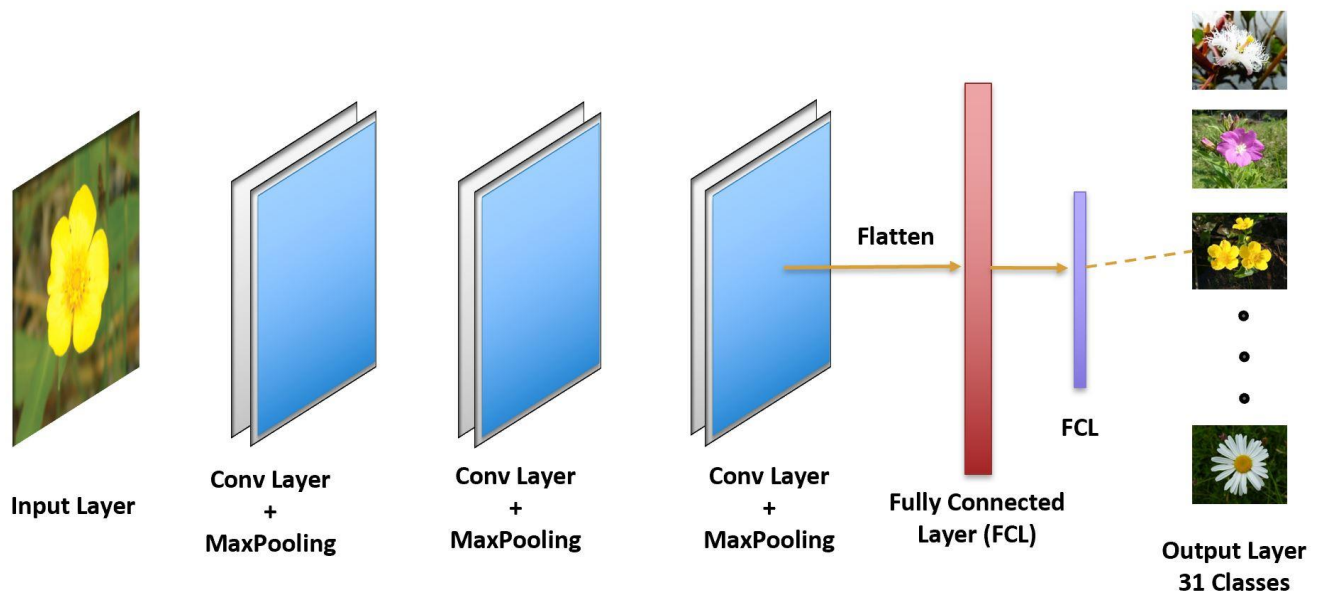 Flatten
FCL
Input Layer
Conv Layer
+
MaxPooling
Conv Layer
+
MaxPooling
Conv Layer
+
MaxPooling
Fully Connected
Layer (FCL)
Output Layer
31 Classes